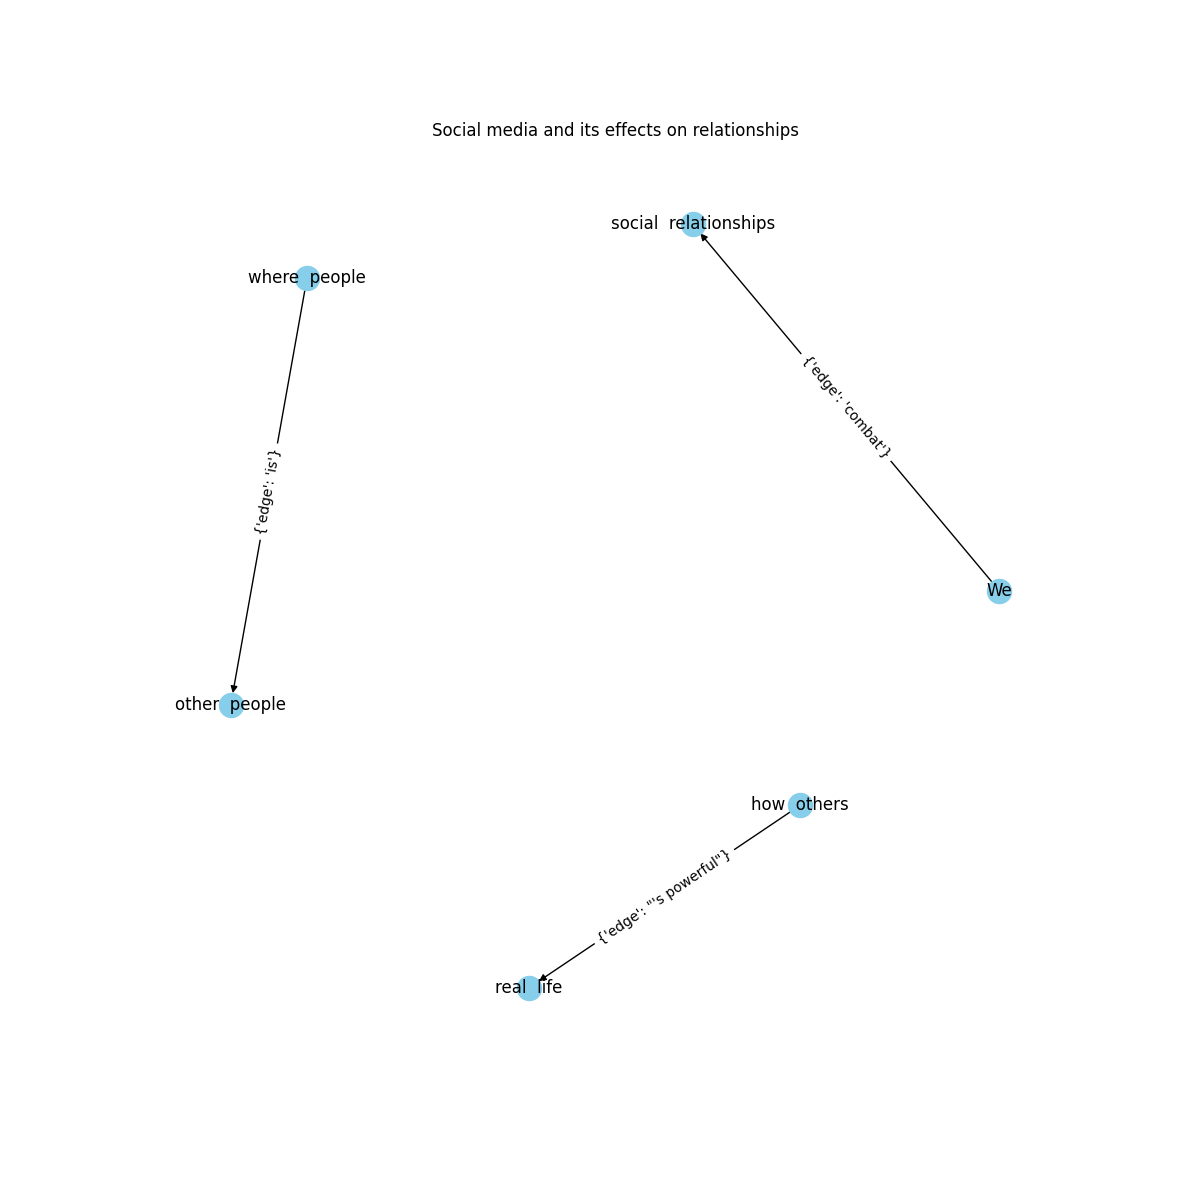 Social media and its effects on relationships
social  relationships
where  people
{'edge': 'combat'}
{'edge': 'is'}
We
other  people
how  others
{'edge': "'s powerful"}
real  life